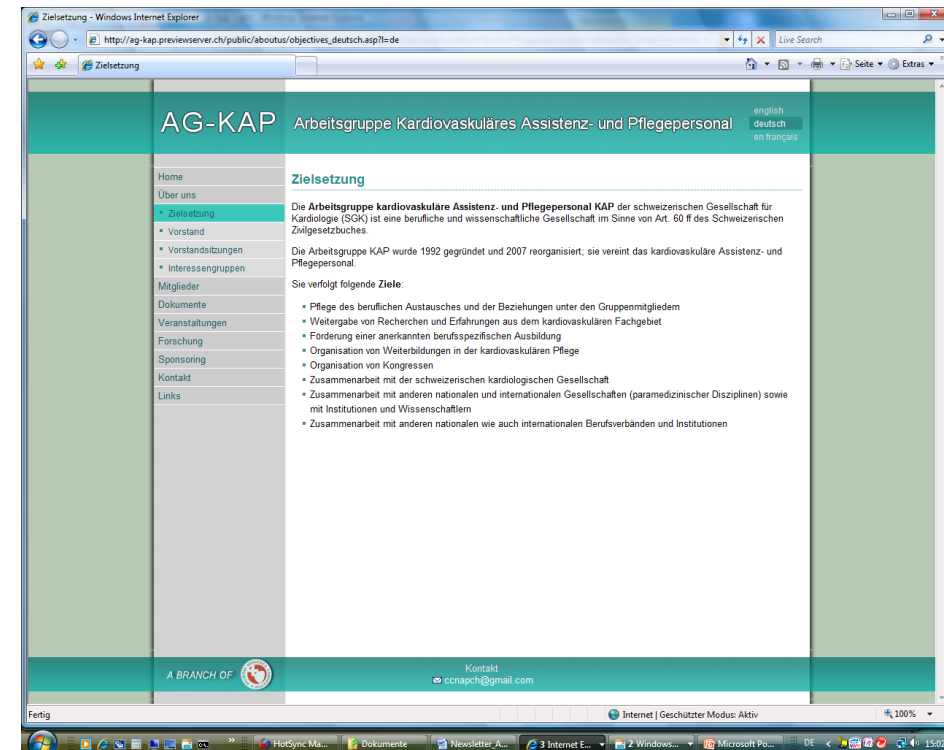 Zielsetzung - Windows Internet Explorer
http://ag-kap.previewserver.ch/public/aboutus/objectives_deutsch.asp?l=de
Live Search
Zielsetzung
Seite
Extras
AG-KAP
Arbeitsgruppe Kardiovaskuläres Assistenz- und Pflegepersonal
english
deutsch
en français
Home
Über uns
Zielsetzung
Vorstand
Vorstandsitzungen
Interessengruppen
Mitglieder
Dokumente
Veranstaltungen
Forschung
Sponsoring
Kontakt
Links
Zielsetzung
Die Arbeitsgruppe kardiovaskuläre Assistenz- und Pflegepersonal KAP der schweizerischen Gesellschaft für
Kardiologie (SGK) ist eine berufliche und wissenschaftliche Gesellschaft im Sinne von Art. 60 ff des Schweizerischen
Zivilgesetzbuches.
Die Arbeitsgruppe KAP wurde 1992 gegründet und 2007 reorganisiert; sie vereint das kardiovaskuläre Assistenz- und
Pflegepersonal.
Sie verfolgt folgende Ziele:
Pflege des beruflichen Austausches und der Beziehungen unter den Gruppenmitgliedern
Weitergabe von Recherchen und Erfahrungen aus dem kardiovaskulären Fachgebiet
Förderung einer anerkannten berufsspezifischen Ausbildung
Organisation von Weiterbildungen in der kardiovaskulären Pflege
Organisation von Kongressen
Zusammenarbeit mit der schweizerischen kardiologischen Gesellschaft
Zusammenarbeit mit anderen nationalen und internationalen Gesellschaften (paramedizinischer Disziplinen) sowie
mit Institutionen und Wissenschaftlern
Zusammenarbeit mit anderen nationalen wie auch internationalen Berufsverbänden und Institutionen
A BRANCH OF
Kontakt
ccnapch@gmail.com
Fertig
Internet | Geschützter Modus: Aktiv
100%
HotSync Ma...
Dokumente
Newsletter_A...
3 Internet E...
2 Windows...
Microsoft Po...
DE